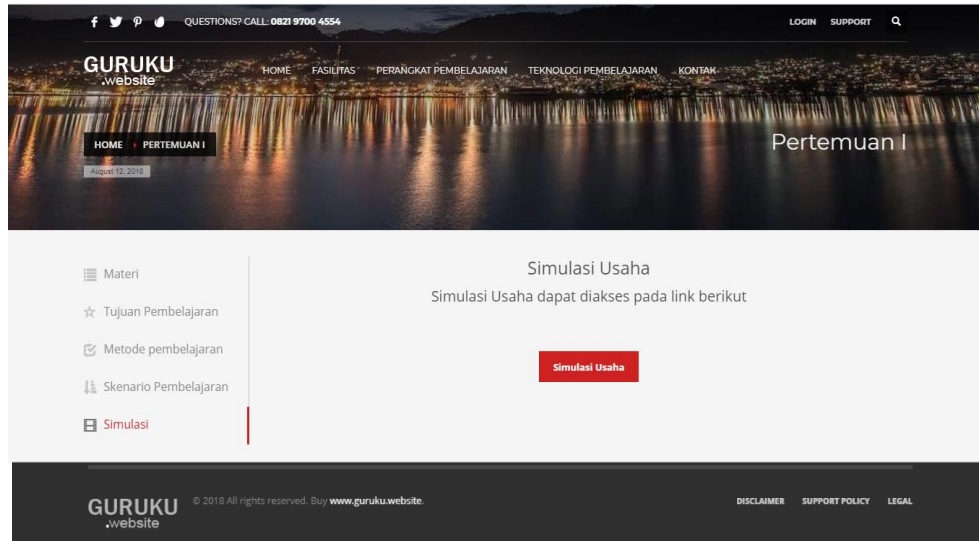 QUESTIONS? CALL: 0821 9700 4554
LOGIN SUPPORT
GURUKU
.website
HOME FASILITAS PERANGKAT PEMBELAJARAN TEKNOLOGI PEMBELAJARAN KONTAK
HOME PERTEMUAN I
Pertemuan I
August 12, 2018
Materi
Tujuan Pembelajaran
Metode pembelajaran
Skenario Pembelajaran
Simulasi
Simulasi Usaha
Simulasi Usaha dapat diakses pada link berikut
Simulasi Usaha
GURUKU
.website
© 2018 All rights reserved. Buy www.guruku.website.
DISCLAIMER SUPPORT POLICY LEGAL